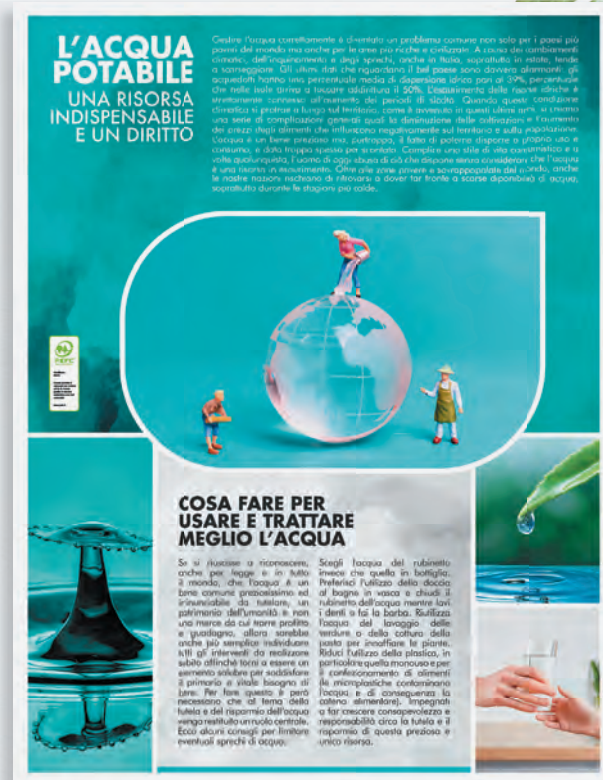 L'ACQUA
POTABILE
UNA RISORSA
INDISPENSABILE
E UN DIRITTO
Gestire l'acqua correttamente è diventato un problema comune non solo per i paesi più
poveri del mondo ma anche per le aree più ricche e civilizzate. A causa dei cambiamenti
climatici, dell'inquinamento e degli sprechi, anche in Italia, soprattutto in estate, tende
a scarseggiare. Gli ultimi dati che riguardano il bel paese sono davvero allarmanti: gli
acquedotti hanno una percentuale media di dispersione idrica pari al 39%, percentuale
che nelle isole arriva a toccare addirittura il 50%. L'esaurimento delle risorse idriche è
strettamente connesso all'aumento dei periodi di siccità. Quando questa condizione
climatica si protrae a lungo sul territorio, come è avvenuto in questi ultimi anni, si creano
una serie di complicazioni generali quali la diminuzione delle coltivazioni e l'aumento
dei prezzi degli alimenti che influiscono negativamente sul territorio e sulla popolazione.
L'acqua è un bene prezioso ma, purtroppo, il fatto di poterne disporre a proprio uso e
consumo, è dato troppo spesso per scontato. Complice uno stile di vita consumistico e a
volte qualunquista, l'uomo di oggi abusa di ciò che dispone senza considerare che l'acqua
è una risorsa in esaurimento. Oltre alle zone povere e sovrappopolate del mondo, anche
le nostre nazioni rischiano di ritrovarsi a dover far fronte a scarse disponibilità di acqua,
soprattutto durante le stagioni più calde.
COSA FARE PER
USARE E TRATTARE
MEGLIO L'ACQUA
Se si riuscisse a riconoscere,
anche per legge e in tutto
il mondo, che l'acqua è un
bene comune preziosissimo ed
irrinunciabile da tutelare, un
patrimonio dell'umanità e non
una merce da cui trarre profitto
e guadagno, allora sarebbe
anche più semplice individuare
tutti gli interventi da realizzare
subito affinché torni a essere un
elemento salubre per soddisfare
il primario e vitale bisogno di
bere. Per fare questo è però
necessario che al tema della
tutela e del risparmio dell'acqua
venga restituito un ruolo centrale.
Ecco alcuni consigli per limitare
eventuali sprechi di acqua.
Scegli l'acqua del rubinetto
invece che quella in bottiglia.
Preferisci l'utilizzo della doccia
al bagno in vasca e chiudi il
rubinetto dell'acqua mentre lavi
i denti o fai la barba. Riutilizza
l'acqua del lavaggio delle
verdure o della cottura della
pasta per innaffiare le piante.
Riduci l'utilizzo della plastica, in
particolare quella monouso e per
il confezionamento di alimenti
(le microplastiche contaminano
l'acqua e di conseguenza la
catena alimentare). Impegnati
a far crescere consapevolezza e
responsabilità circa la tutela e il
risparmio di questa preziosa e
unica risorsa.